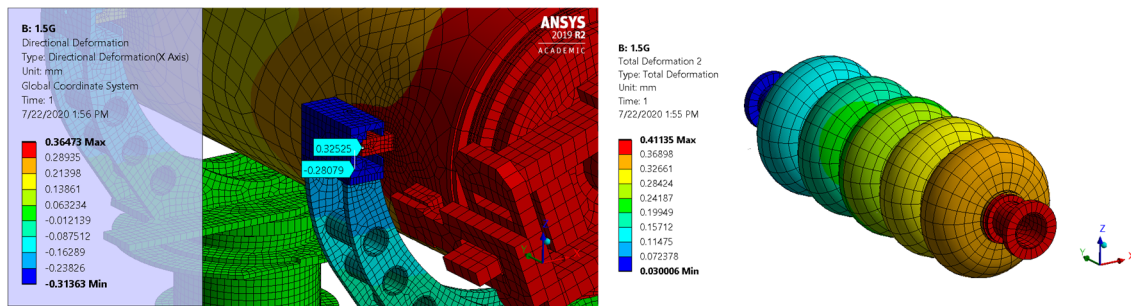 B: 1.5G
Directional Deformation
Type: Directional Deformation(X Axis)
Unit: mm
Global Coordinate System
Time: 1
7/22/2020 1:56 PM
0.36473 Max
0.28935
0.21398
0.13861
0.063234
-0.012139
-0.087512
-0.16289
-0.23826
-0.31363 Min
0.32525
-0.28079
ANSYS
2019 R2
ACADEMIC
Y
B: 1.5G
Total Deformation 2
Type: Total Deformation
Unit: mm
Time: 1
7/22/2020 1:55 PM
0.41135 Max
0.36898
0.32661
0.28424
0.24187
0.19949
0.15712
0.11475
0.072378
0.030006 Min
Z
Y
X